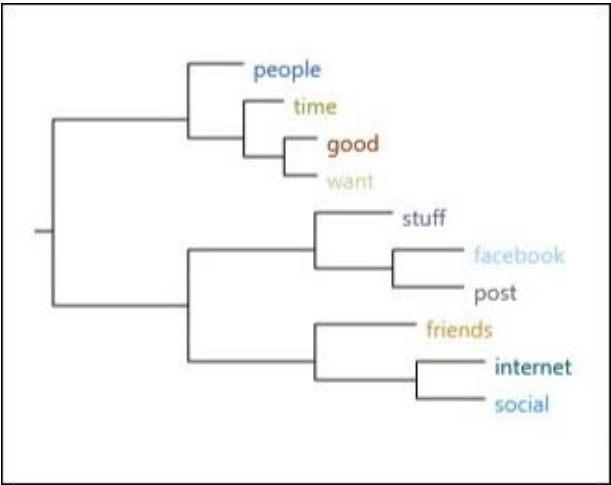 people
time
good
want
stuff
facebook
post
friends
internet
social